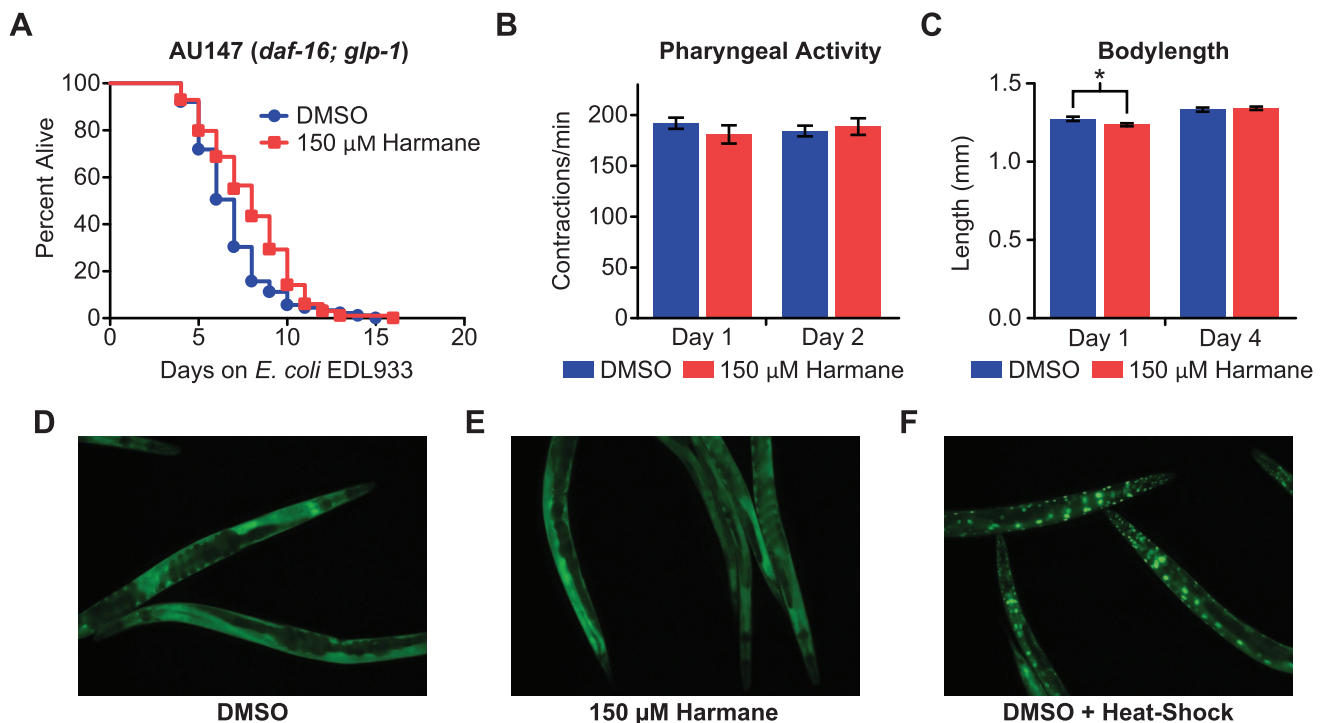 A
AU147 (daf-16; glp-1)
Percent Alive
100
80
60
40
20
0
0 5 10 15 20
DMSO
150 µM Harmane
Days on E. coli EDL933
B
Pharyngeal Activity
Contractions/min
200
150
100
50
0
Day 1 Day 2
DMSO 150 µM Harmane
C
Bodylength
Length (mm)
1.5
1.0
0.5
0.0
*
Day 1 Day 4
DMSO 150 µM Harmane
D
DMSO
E
150 µM Harmane
F
DMSO + Heat-Shock